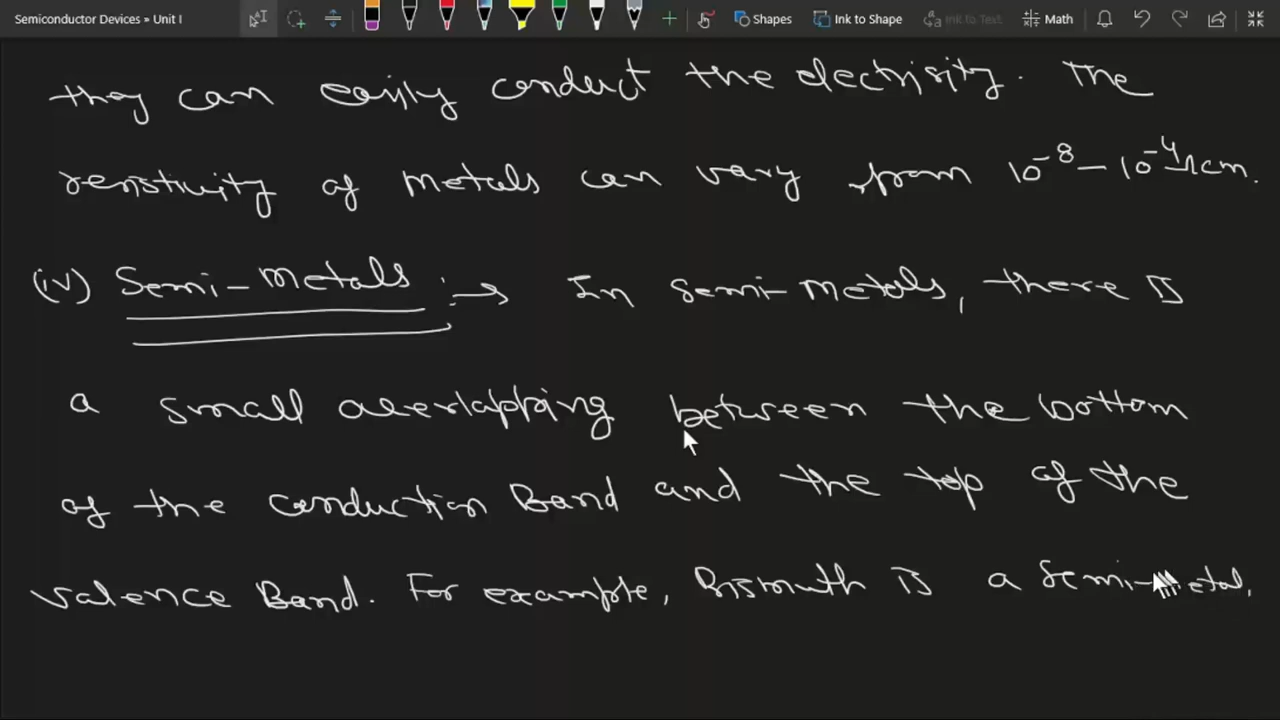 Semiconductor Devices » Unit I
Shapes
Ink to Shape
Ink to Text
Math
they can easily conduct the electrisity. The
resistivity of metals can vary from 10⁻⁸ – 10⁻⁴ Ωcm.
(iv) Semi-metals :→ In semi-metals, there is
a small overlapping between the bottom
of the conduction Band and the top of the
valence Band. For example, Bismuth is a semi-metal.